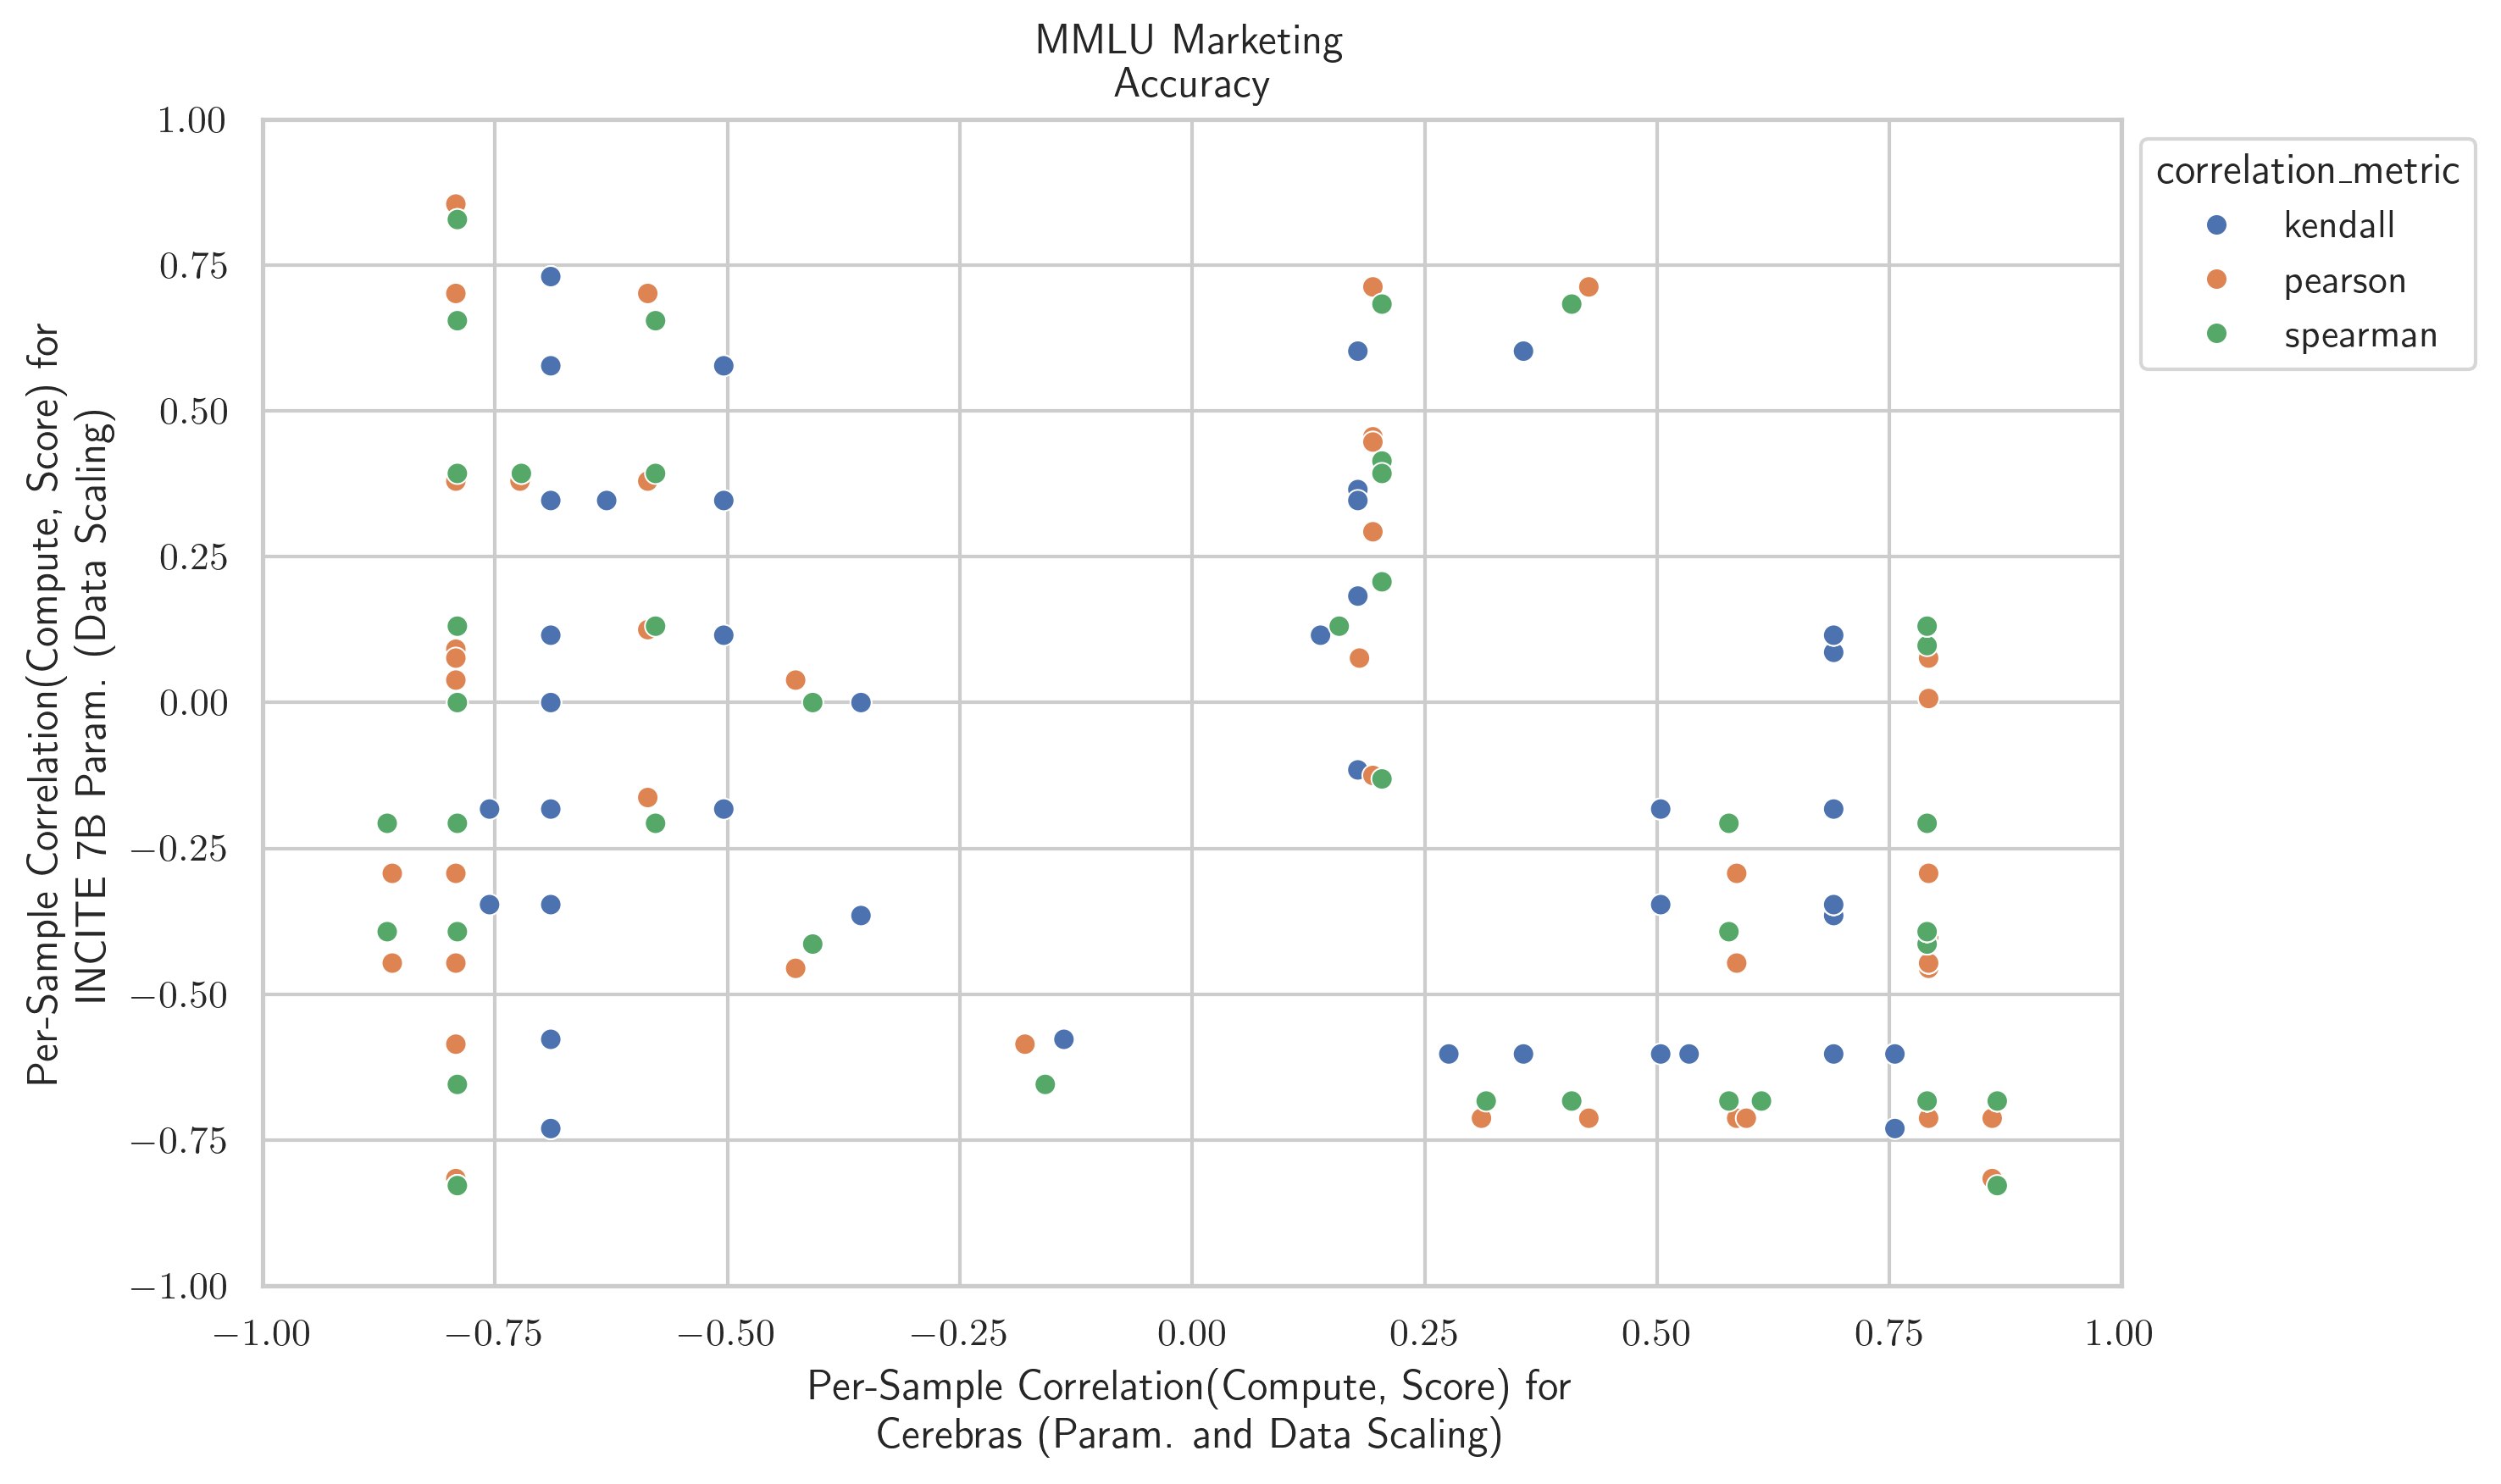 MMLU Marketing
Accuracy
Per-Sample Correlation(Compute, Score) for
INCITE 7B Param. (Data Scaling)
1.00
0.75
0.50
0.25
0.00
−0.25
−0.50
−0.75
−1.00
−1.00 −0.75 −0.50 −0.25 0.00 0.25 0.50 0.75 1.00
Per-Sample Correlation(Compute, Score) for
Cerebras (Param. and Data Scaling)
correlation_metric
kendall
pearson
spearman